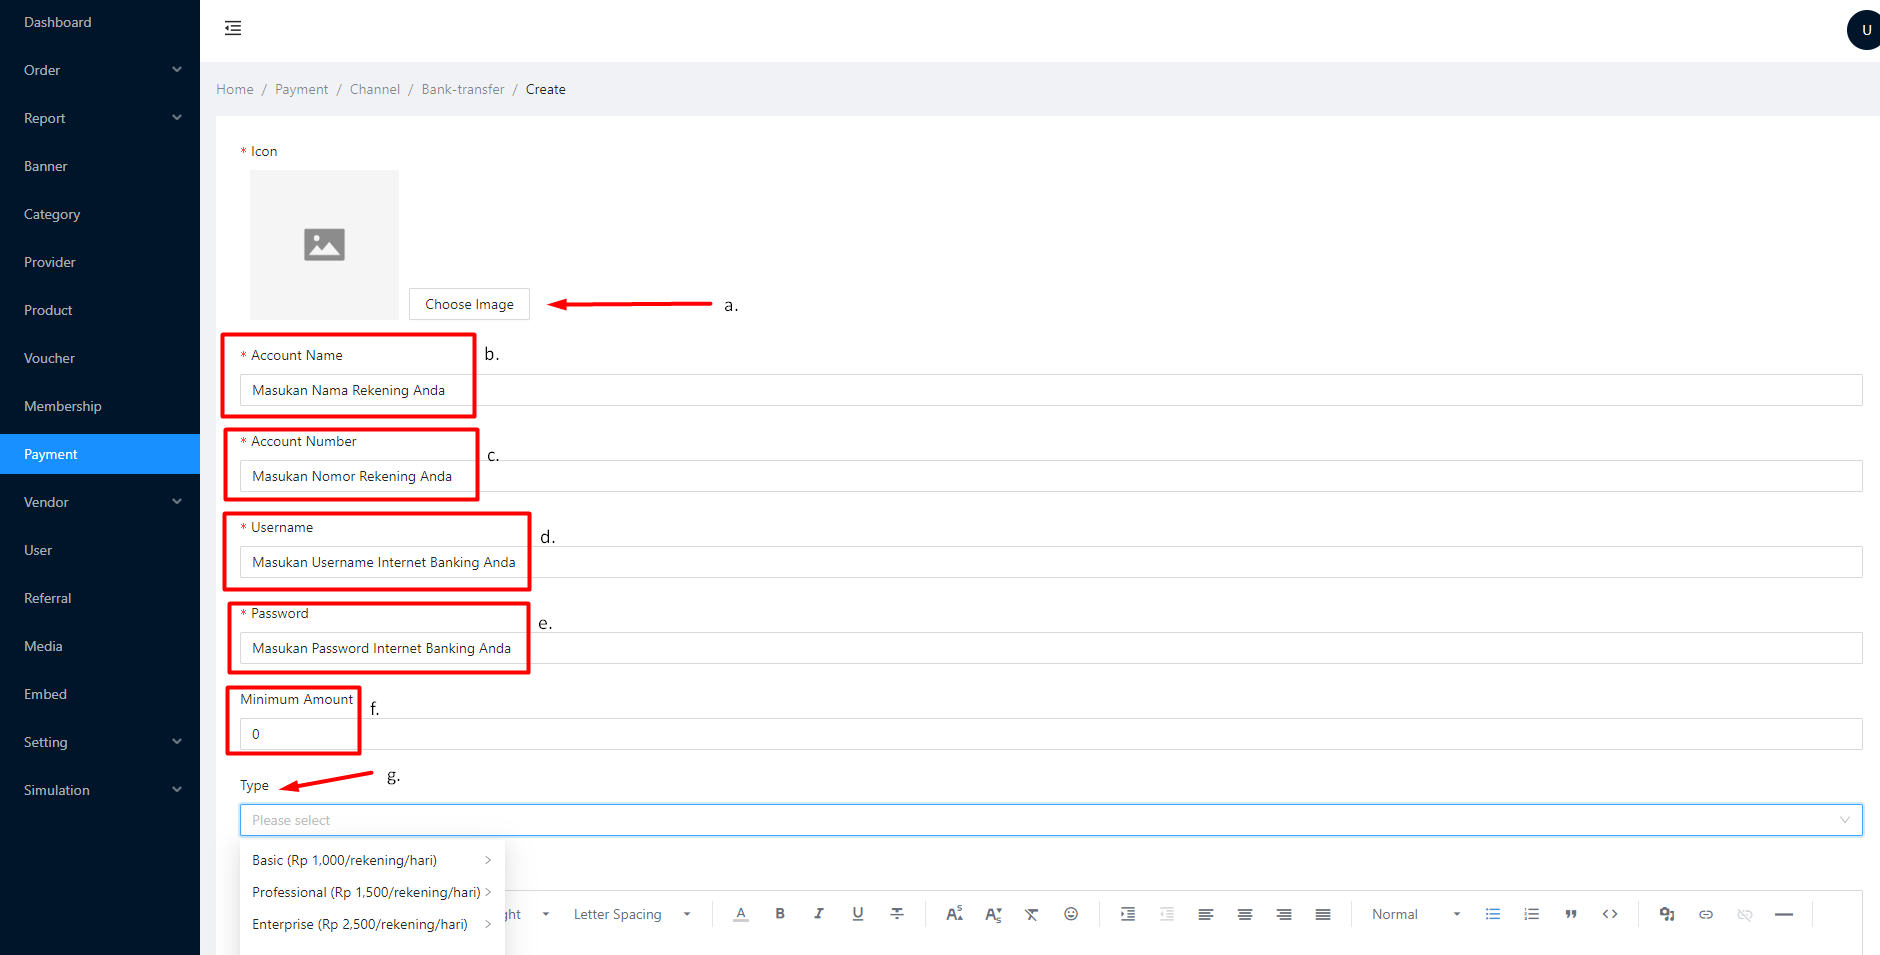 Dashboard
Order
Report
Banner
Category
Provider
Product
Voucher
Membership
Payment
Vendor
User
Referral
Media
Embed
Setting
Simulation
U
Home / Payment / Channel / Bank-transfer / Create
* Icon
Choose Image
a.
* Account Name
b.
Masukan Nama Rekening Anda
* Account Number
c.
Masukan Nomor Rekening Anda
* Username
d.
Masukan Username Internet Banking Anda
* Password
e.
Masukan Password Internet Banking Anda
Minimum Amount
f.
0
Type
g.
Please select
Basic (Rp 1,000/rekening/hari)
Professional (Rp 1,500/rekening/hari)
Enterprise (Rp 2,500/rekening/hari)
ght Letter Spacing A B I U Normal